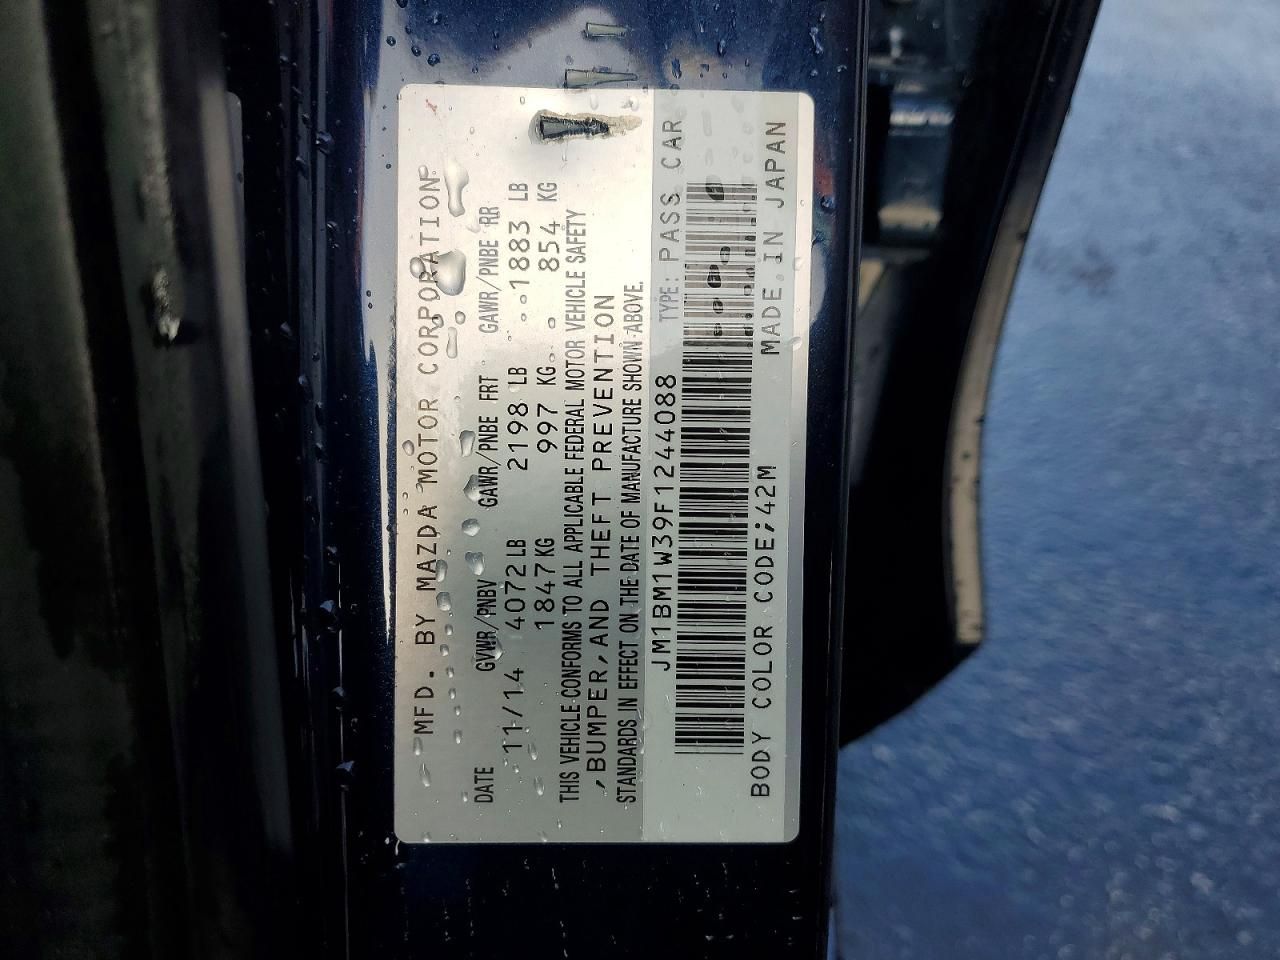 MFD. BY MAZDA MOTOR CORPORATION
DATE GVWR/PNBV GAWR/PNBE FRT GAWR/PNBE RR
11/14 4072 LB 2198 LB 1883 LB
1847 KG 997 KG 854 KG
THIS VEHICLE CONFORMS TO ALL APPLICABLE FEDERAL MOTOR VEHICLE SAFETY
,BUMPER,AND THEFT PREVENTION
STANDARDS IN EFFECT ON THE DATE OF MANUFACTURE SHOWN ABOVE.
JM1BM1W39F1244088 TYPE:PASS CAR
BODY COLOR CODE;42M MADE IN JAPAN